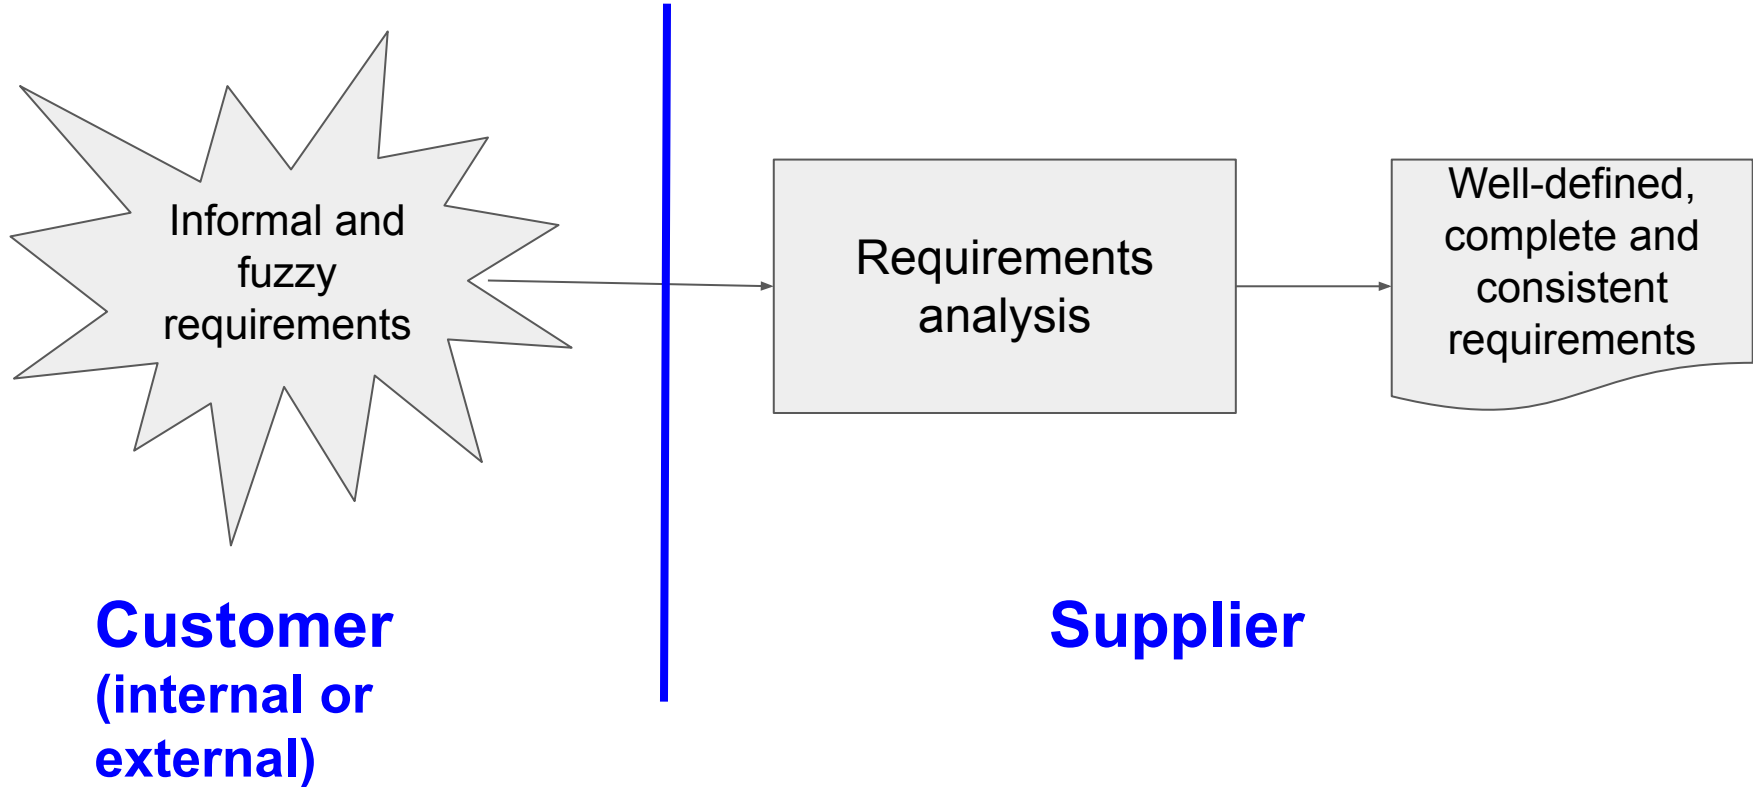 Informal and
fuzzy
requirements
Requirements
analysis
Well-defined,
complete and
consistent
requirements
Customer
(internal or
external)
Supplier